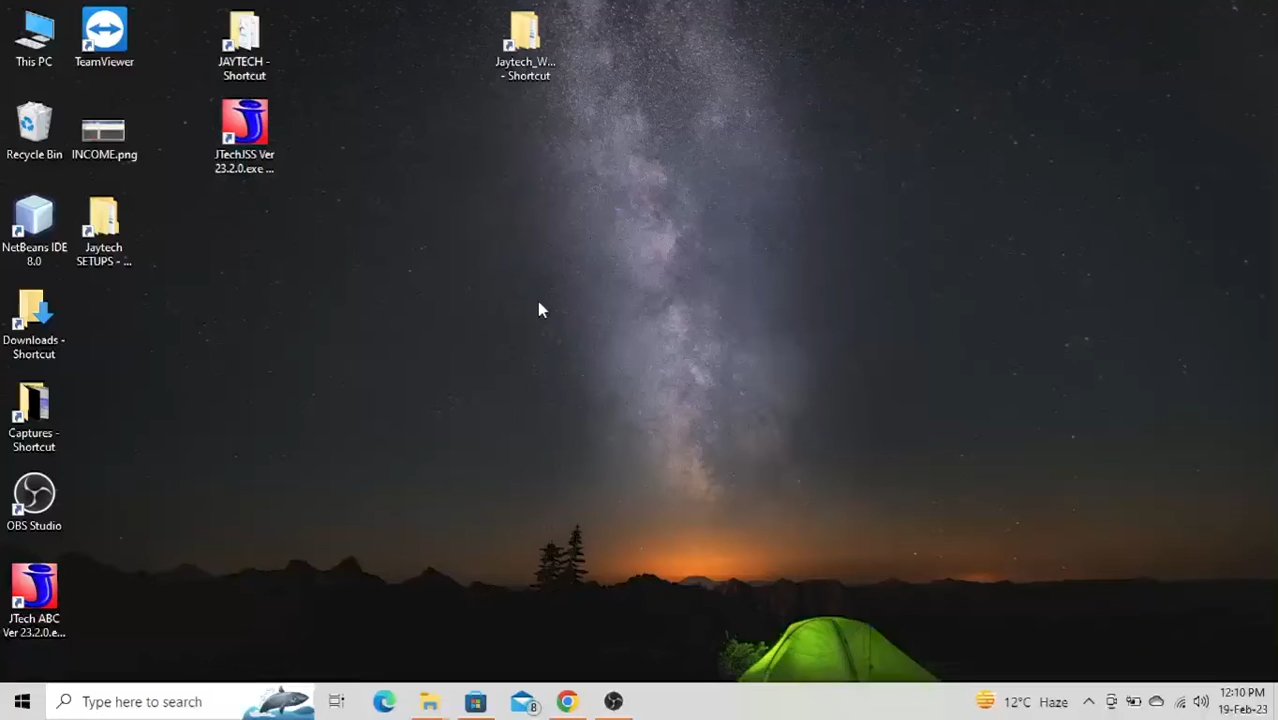 This PC
TeamViewer
JAYTECH -
Shortcut
Jaytech_W...
- Shortcut
Recycle Bin
INCOME.png
JTechJSS Ver
23.2.0.exe ...
NetBeans IDE
8.0
Jaytech
SETUPS - ...
Downloads -
Shortcut
Captures -
Shortcut
OBS Studio
JTech ABC
Ver 23.2.0.e...
Type here to search
8
12°C Haze
12:10 PM
19-Feb-23